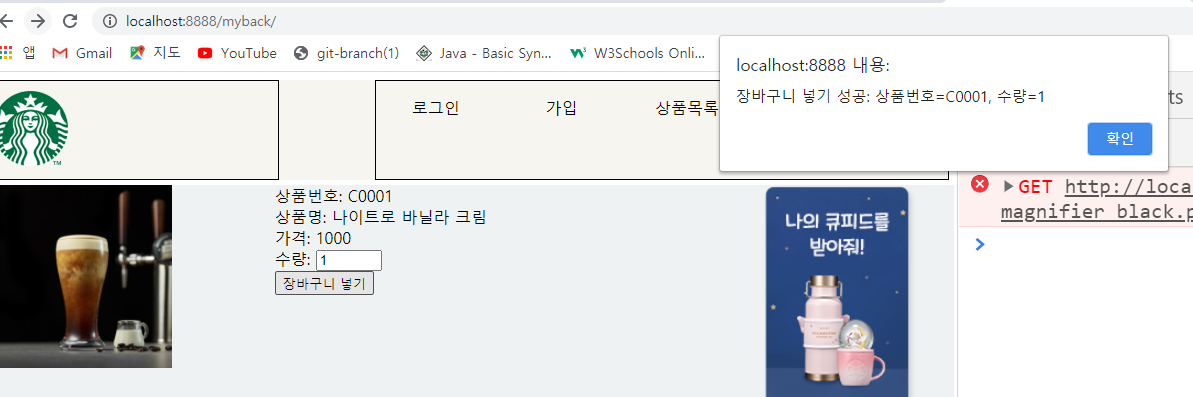 localhost:8888/myback/
앱 Gmail 지도 YouTube git-branch(1) Java - Basic Syn... W3Schools Onli...
localhost:8888 내용:
장바구니 넣기 성공: 상품번호=C0001, 수량=1
확인
로그인 가입 상품목록
TM
상품번호: C0001
상품명: 나이트로 바닐라 크림
가격: 1000
수량: 1
장바구니 넣기
나의 큐피드를
받아줘!
ts
GET http://loca
magnifier_black.p